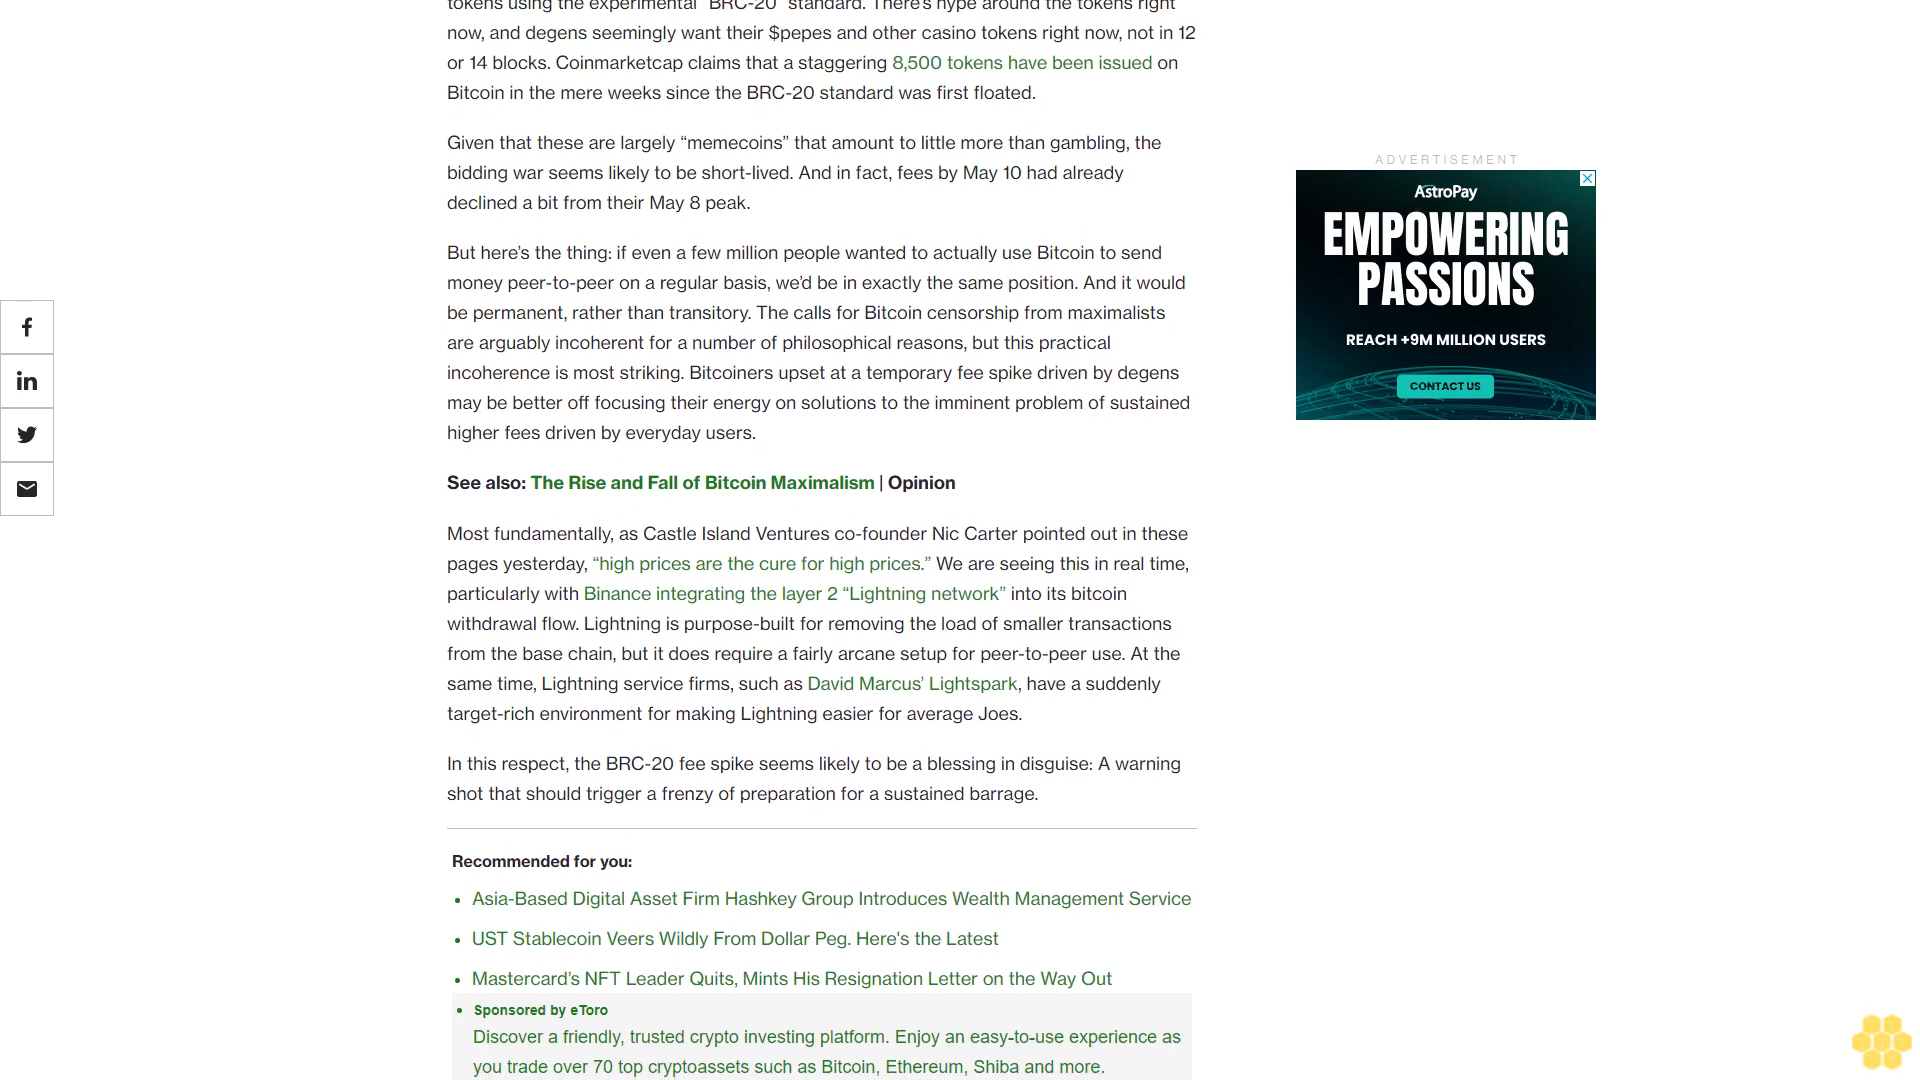 tokens using the experimental “BRC-20” standard. There’s hype around the tokens right
now, and degens seemingly want their $pepes and other casino tokens right now, not in 12
or 14 blocks. Coinmarketcap claims that a staggering 8,500 tokens have been issued on
Bitcoin in the mere weeks since the BRC-20 standard was first floated.
Given that these are largely “memecoins” that amount to little more than gambling, the
bidding war seems likely to be short-lived. And in fact, fees by May 10 had already
declined a bit from their May 8 peak.
But here’s the thing: if even a few million people wanted to actually use Bitcoin to send
money peer-to-peer on a regular basis, we’d be in exactly the same position. And it would
be permanent, rather than transitory. The calls for Bitcoin censorship from maximalists
are arguably incoherent for a number of philosophical reasons, but this practical
incoherence is most striking. Bitcoiners upset at a temporary fee spike driven by degens
may be better off focusing their energy on solutions to the imminent problem of sustained
higher fees driven by everyday users.
See also: The Rise and Fall of Bitcoin Maximalism | Opinion
Most fundamentally, as Castle Island Ventures co-founder Nic Carter pointed out in these
pages yesterday, “high prices are the cure for high prices.” We are seeing this in real time,
particularly with Binance integrating the layer 2 “Lightning network” into its bitcoin
withdrawal flow. Lightning is purpose-built for removing the load of smaller transactions
from the base chain, but it does require a fairly arcane setup for peer-to-peer use. At the
same time, Lightning service firms, such as David Marcus’ Lightspark, have a suddenly
target-rich environment for making Lightning easier for average Joes.
In this respect, the BRC-20 fee spike seems likely to be a blessing in disguise: A warning
shot that should trigger a frenzy of preparation for a sustained barrage.
Recommended for you:
• Asia-Based Digital Asset Firm Hashkey Group Introduces Wealth Management Service
• UST Stablecoin Veers Wildly From Dollar Peg. Here's the Latest
• Mastercard’s NFT Leader Quits, Mints His Resignation Letter on the Way Out
• Sponsored by eToro
Discover a friendly, trusted crypto investing platform. Enjoy an easy-to-use experience as
you trade over 70 top cryptoassets such as Bitcoin, Ethereum, Shiba and more.
ADVERTISEMENT
AstroPay
EMPOWERING
PASSIONS
REACH +9M MILLION USERS
CONTACT US